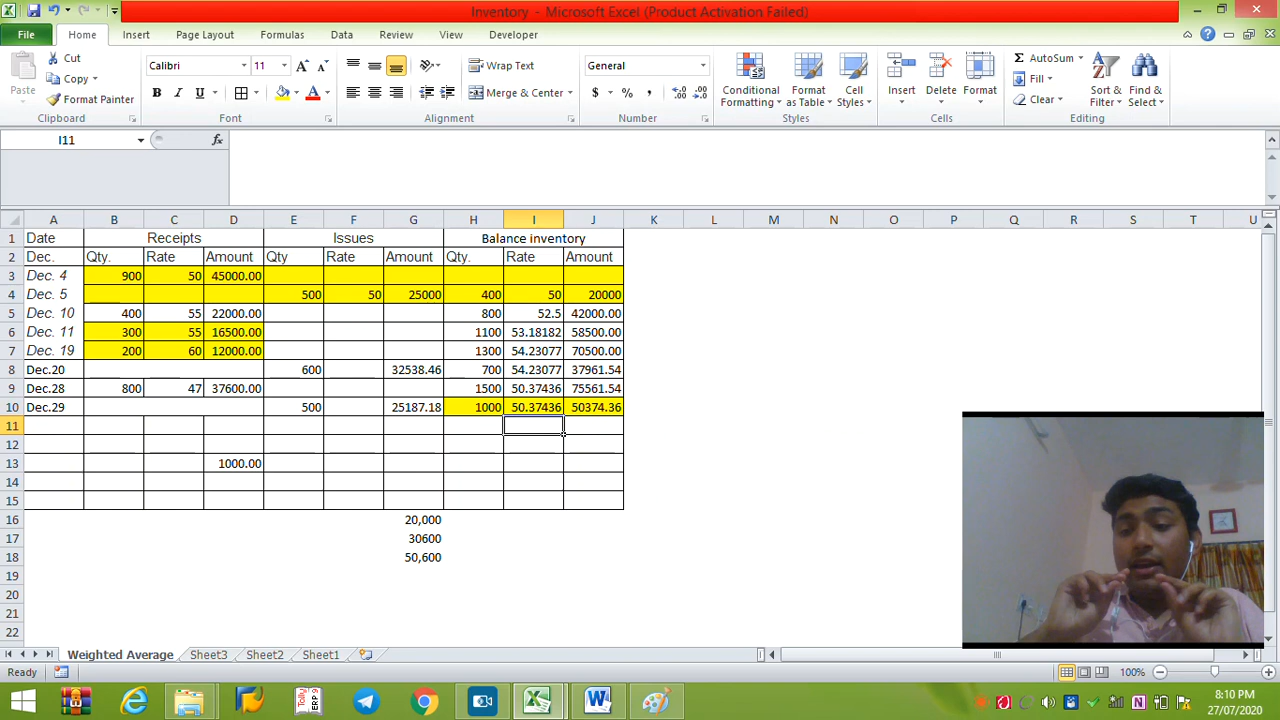 Inventory - Microsoft Excel (Product Activation Failed)
File Home Insert Page Layout Formulas Data Review View Developer
Paste Cut Copy Format Painter Clipboard
Calibri 11 B I U A A A Font
Wrap Text Merge & Center Alignment
General $ % , .0 .00 Number
Conditional Formatting Format as Table Cell Styles Styles
Insert Delete Format Cells
Σ AutoSum Fill Clear Sort & Filter Find & Select Editing
I11 fx
A B C D E F G H I J K L M N O P Q R S T U
1 Date Receipts Issues Balance inventory
2 Dec. Qty. Rate Amount Qty Rate Amount Qty. Rate Amount
3 Dec. 4 900 50 45000.00
4 Dec. 5 500 50 25000 400 50 20000
5 Dec. 10 400 55 22000.00 800 52.5 42000.00
6 Dec. 11 300 55 16500.00 1100 53.18182 58500.00
7 Dec. 19 200 60 12000.00 1300 54.23077 70500.00
8 Dec.20 600 32538.46 700 54.23077 37961.54
9 Dec.28 800 47 37600.00 1500 50.37436 75561.54
10 Dec.29 500 25187.18 1000 50.37436 50374.36
11
12
13 1000.00
14
15
16 20,000
17 30600
18 50,600
19
20
21
22
Weighted Average Sheet3 Sheet2 Sheet1
Ready 100%
8:10 PM
27/07/2020